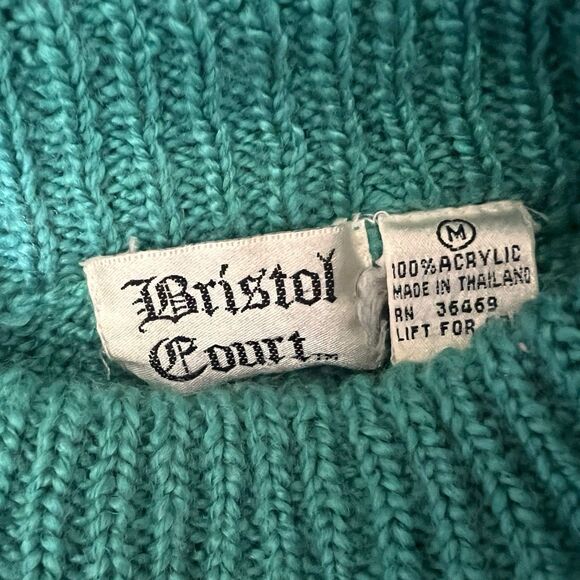 Bristol
Court™
M
100% ACRYLIC
MADE IN THAILAND
RN 36469
LIFT FOR